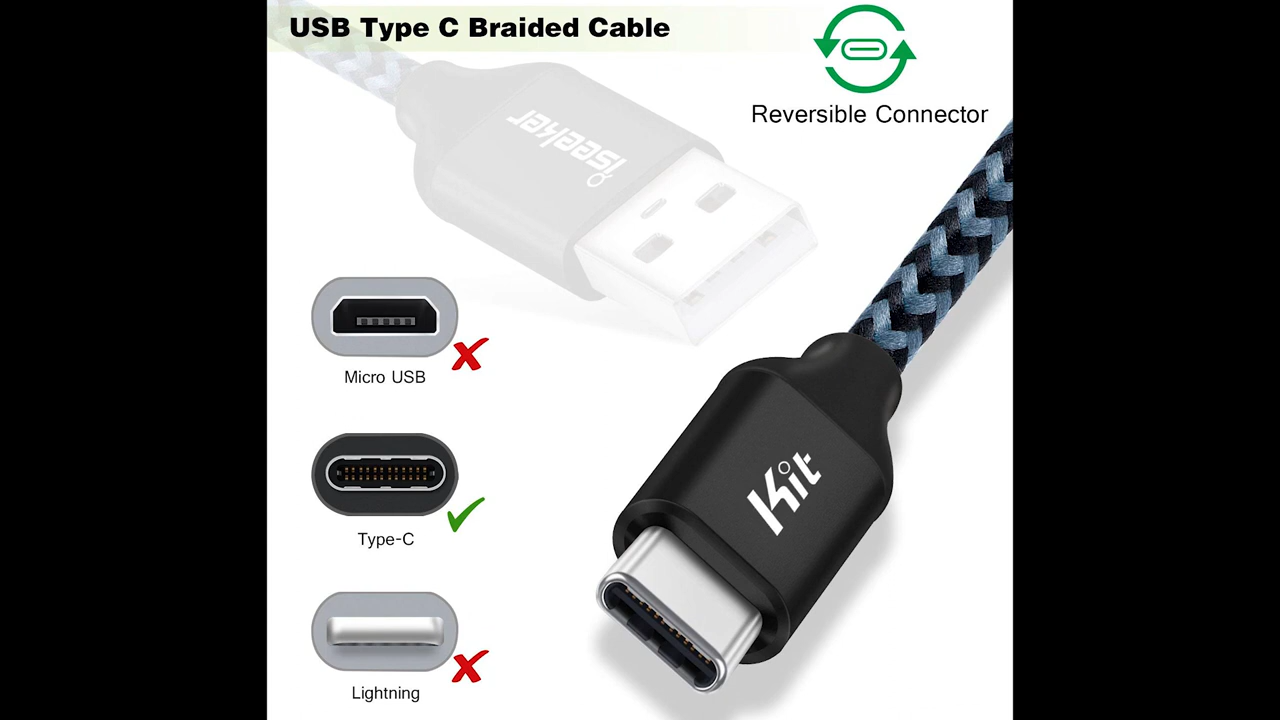 USB Type C Braided Cable
Reversible Connector
iseeker
Micro USB
Type-C
Kit
Lightning